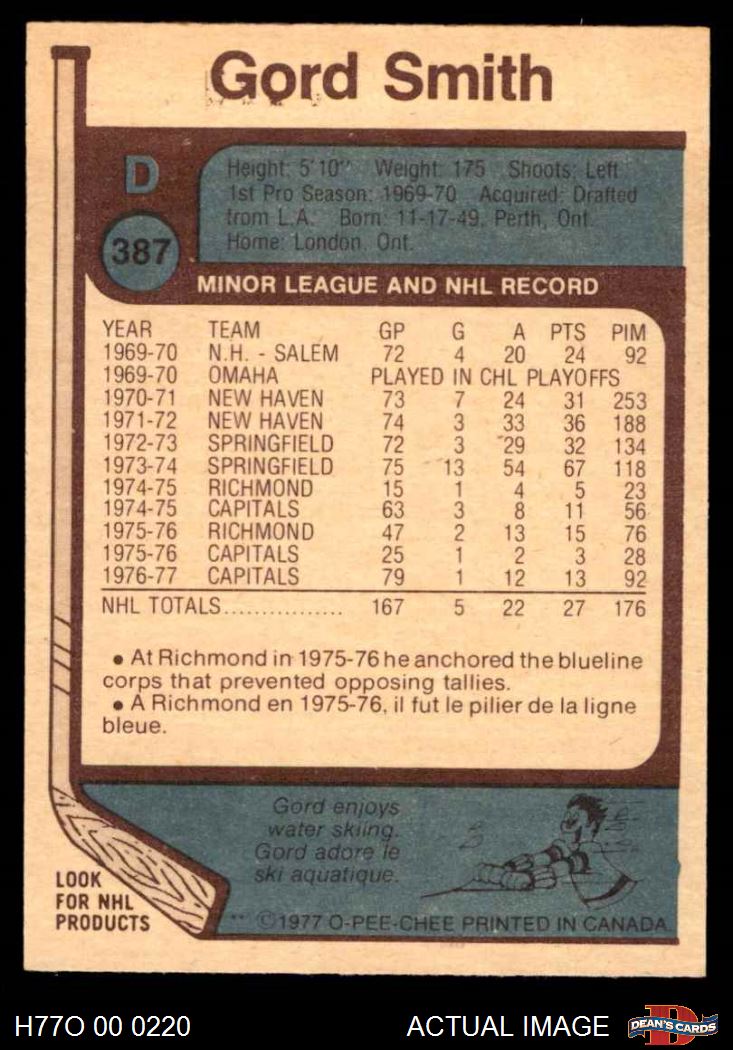 Gord Smith
D
387
Height: 5'10" Weight: 175 Shoots: Left
1st Pro Season: 1969-70 Acquired: Drafted
from L.A. Born: 11-17-49, Perth, Ont.
Home: London, Ont.
MINOR LEAGUE AND NHL RECORD
YEAR TEAM GP G A PTS PIM
1969-70 N.H. - SALEM 72 4 20 24 92
1969-70 OMAHA PLAYED IN CHL PLAYOFFS
1970-71 NEW HAVEN 73 7 24 31 253
1971-72 NEW HAVEN 74 3 33 36 188
1972-73 SPRINGFIELD 72 3 29 32 134
1973-74 SPRINGFIELD 75 13 54 67 118
1974-75 RICHMOND 15 1 4 5 23
1974-75 CAPITALS 63 3 8 11 56
1975-76 RICHMOND 47 2 13 15 76
1975-76 CAPITALS 25 1 2 3 28
1976-77 CAPITALS 79 1 12 13 92
NHL TOTALS................ 167 5 22 27 176
• At Richmond in 1975-76 he anchored the blueline
corps that prevented opposing tallies.
• A Richmond en 1975-76, il fut le pilier de la ligne
bleue.
Gord enjoys
water skiing.
Gord adore le
ski aquatique.
LOOK
FOR NHL
PRODUCTS
** ©1977 O-PEE-CHEE PRINTED IN CANADA
H77O 00 0220 ACTUAL IMAGE
D
DEAN'S CARDS